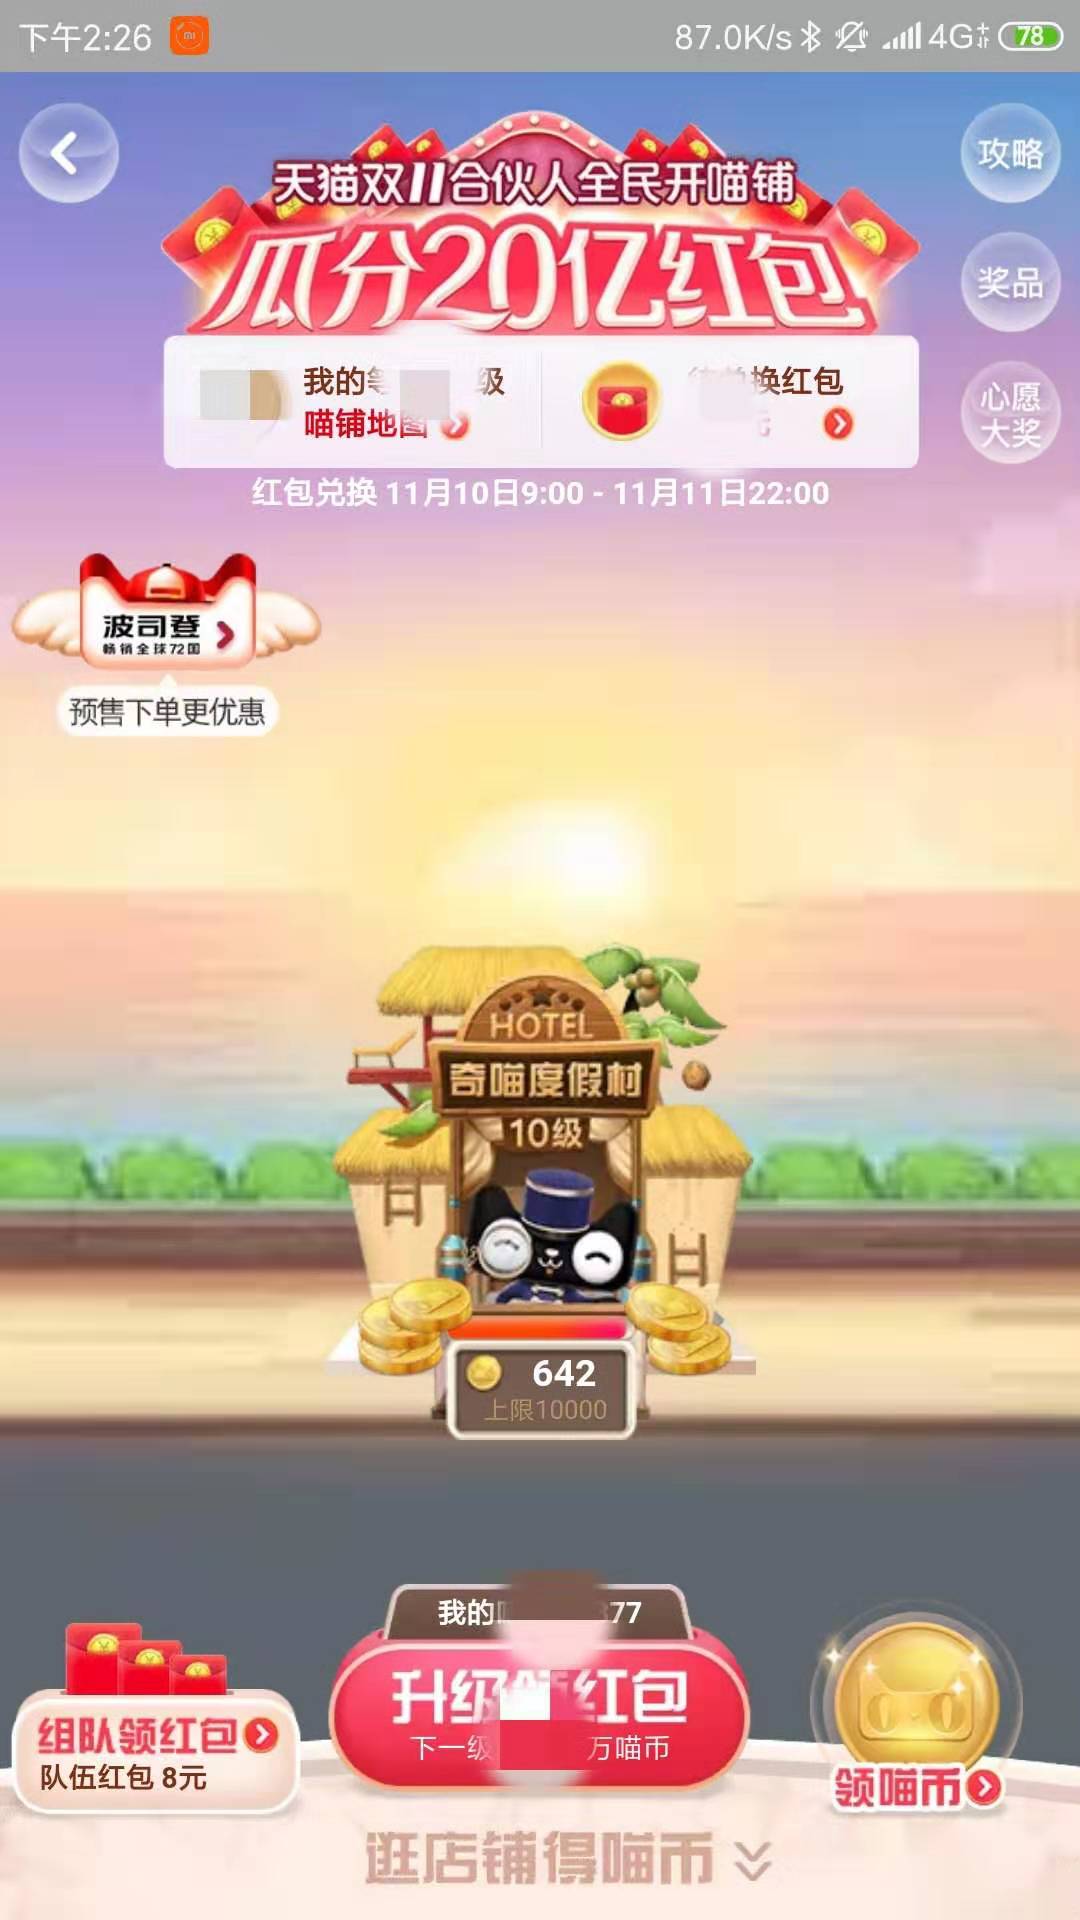 下午2:26
87.0K/s 4G 78
天猫双11合伙人全民开喵铺
瓜分20亿红包
攻略
奖品
心愿
大奖
我的等 级
喵铺地图
换红包
红包兑换 11月10日9:00 - 11月11日22:00
波司登
畅销全球72国
预售下单更优惠
HOTEL
奇喵度假村
10级
642
上限10000
我的 77
升级 红包
下一级 万喵币
组队领红包
队伍红包 8元
领喵币
逛店铺得喵币